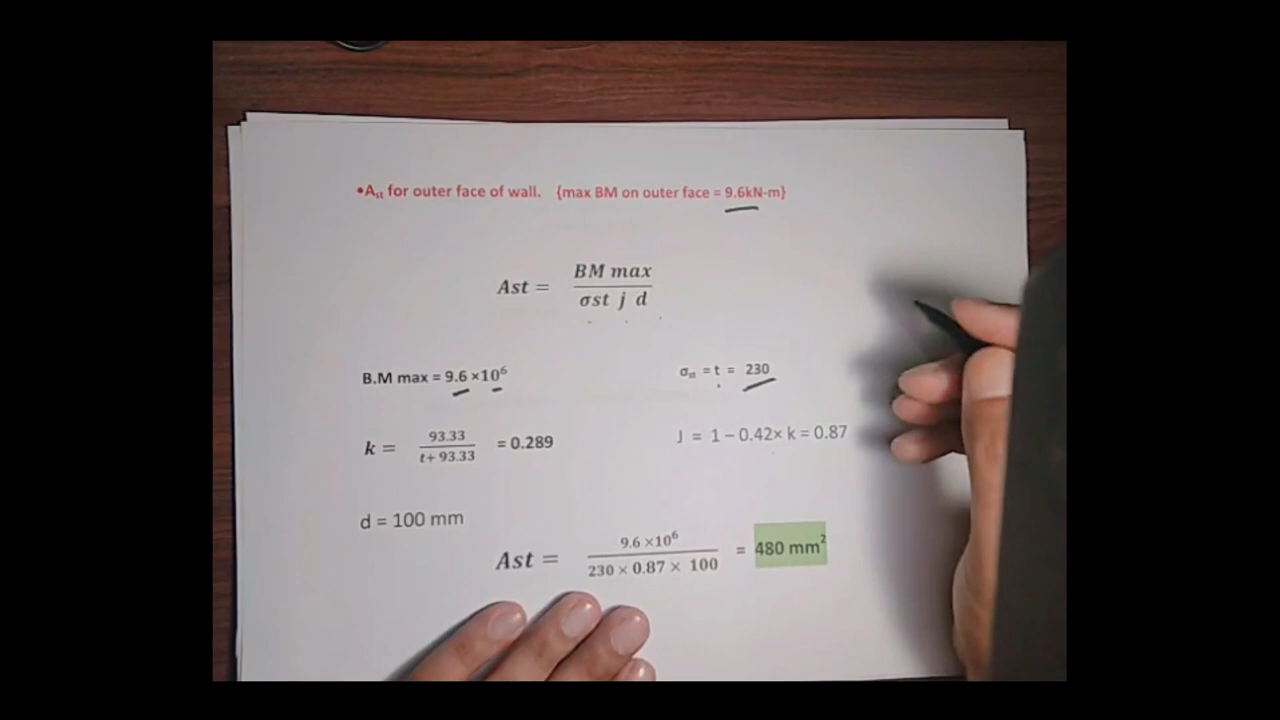 •Ast for outer face of wall. {max BM on outer face = 9.6kN-m}
Ast = BM max / σst j d
B.M max = 9.6 ×10⁶
σst = t = 230
k = 93.33 / t+ 93.33 = 0.289
J = 1 – 0.42× k = 0.87
d = 100 mm
Ast = 9.6 ×10⁶ / 230 × 0.87 × 100 = 480 mm²